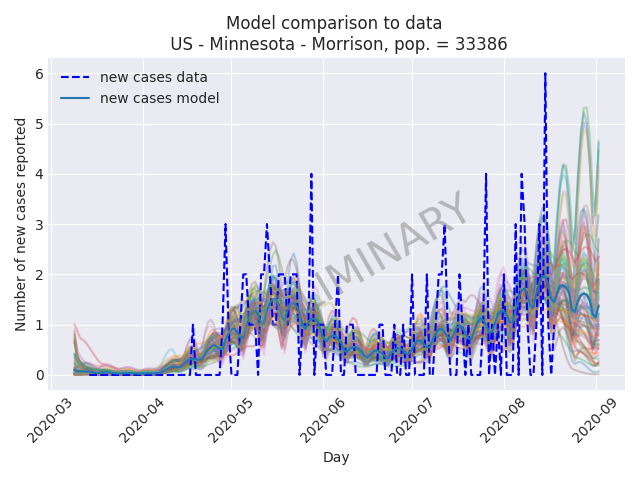 Model comparison to data
US - Minnesota - Morrison, pop. = 33386
new cases data
new cases model
Number of new cases reported
6
5
4
3
2
1
0
2020-03
2020-04
2020-05
2020-06
2020-07
2020-08
2020-09
Day